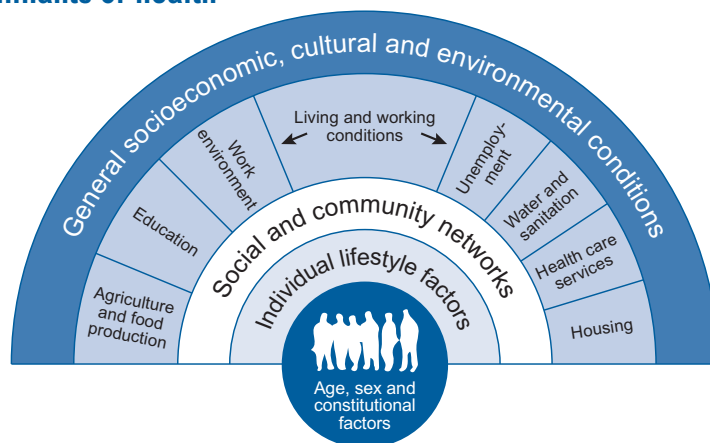 General socioeconomic, cultural and environmental conditions
Living and working
conditions
Agriculture
and food
production
Education
Work
environment
Unemploy-
ment
Water and
sanitation
Health care
services
Housing
Social and community networks
Individual lifestyle factors
Age, sex and
constitutional
factors